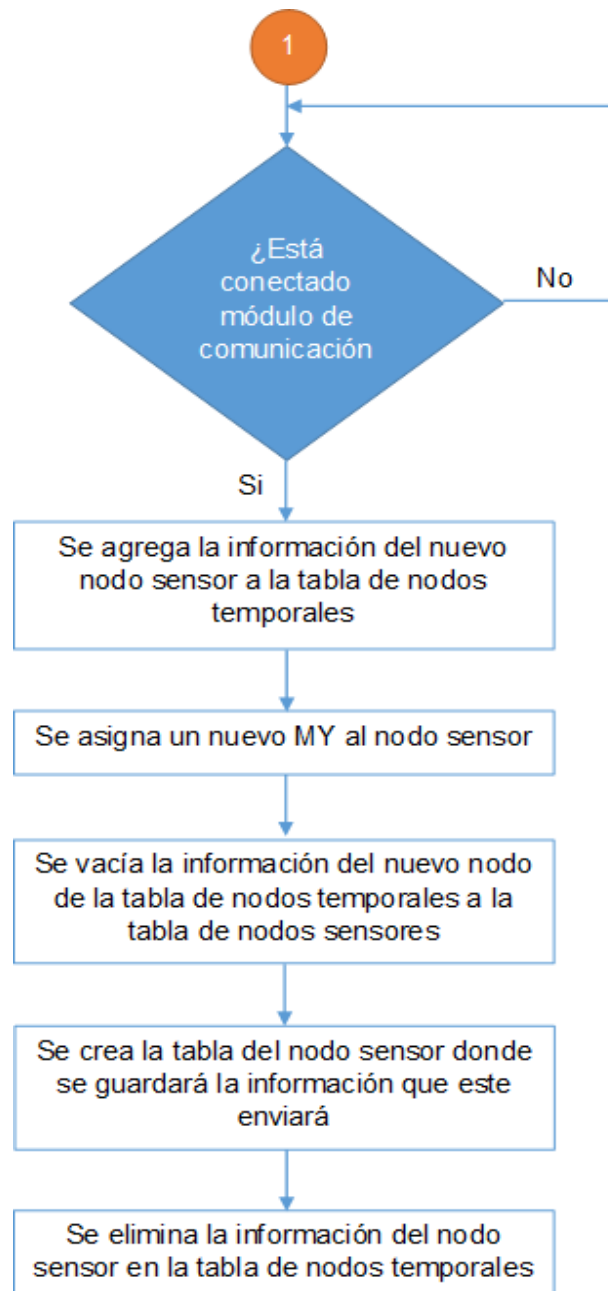 1
¿Está
conectado
módulo de
comunicación
No
Si
Se agrega la información del nuevo
nodo sensor a la tabla de nodos
temporales
Se asigna un nuevo MY al nodo sensor
Se vacía la información del nuevo nodo
de la tabla de nodos temporales a la
tabla de nodos sensores
Se crea la tabla del nodo sensor donde
se guardará la información que este
enviará
Se elimina la información del nodo
sensor en la tabla de nodos temporales